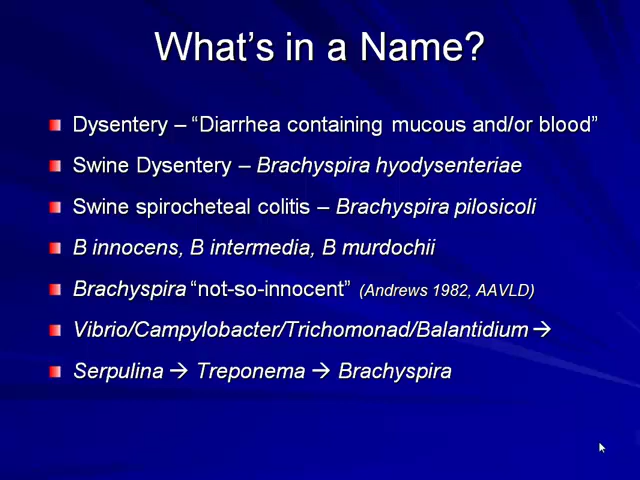 What's in a Name?
Dysentery – “Diarrhea containing mucous and/or blood”
Swine Dysentery – Brachyspira hyodysenteriae
Swine spirocheteal colitis – Brachyspira pilosicoli
B innocens, B intermedia, B murdochii
Brachyspira “not-so-innocent” (Andrews 1982, AAVLD)
Vibrio/Campylobacter/Trichomonad/Balantidium →
Serpulina → Treponema → Brachyspira